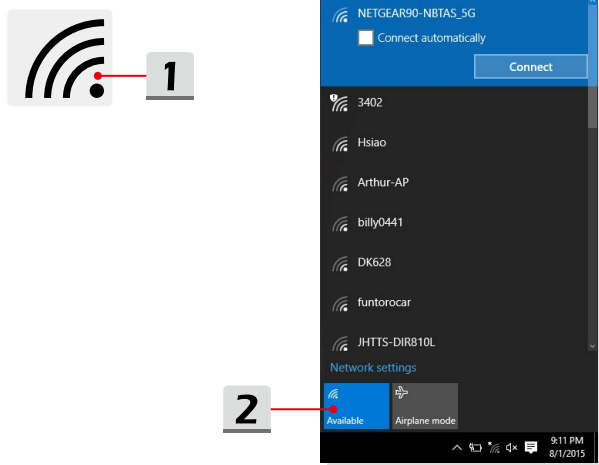 1
NETGEAR90-NBTAS_5G
Connect automatically
Connect
3402
Hsiao
Arthur-AP
billy0441
DK628
funtorocar
JHTTS-DIR810L
Network settings
2
Available
Airplane mode
9:11 PM
8/1/2015